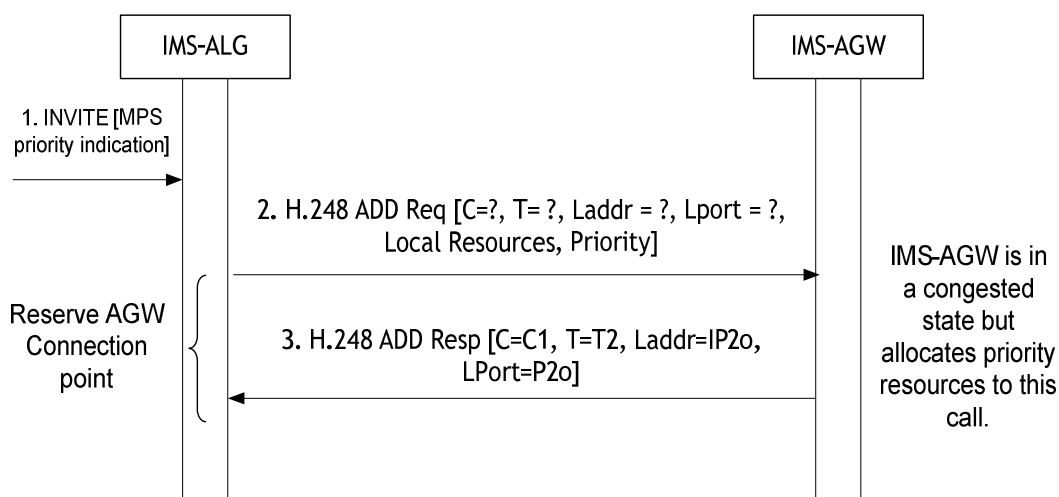 IMS-ALG
IMS-AGW
1. INVITE [MPS
priority indication]
2. H.248 ADD Req [C=?, T= ?, Laddr = ?, Lport = ?,
Local Resources, Priority]
Reserve AGW
Connection
point
3. H.248 ADD Resp [C=C1, T=T2, Laddr=IP2o,
LPort=P2o]
IMS-AGW is in
a congested
state but
allocates priority
resources to this
call.